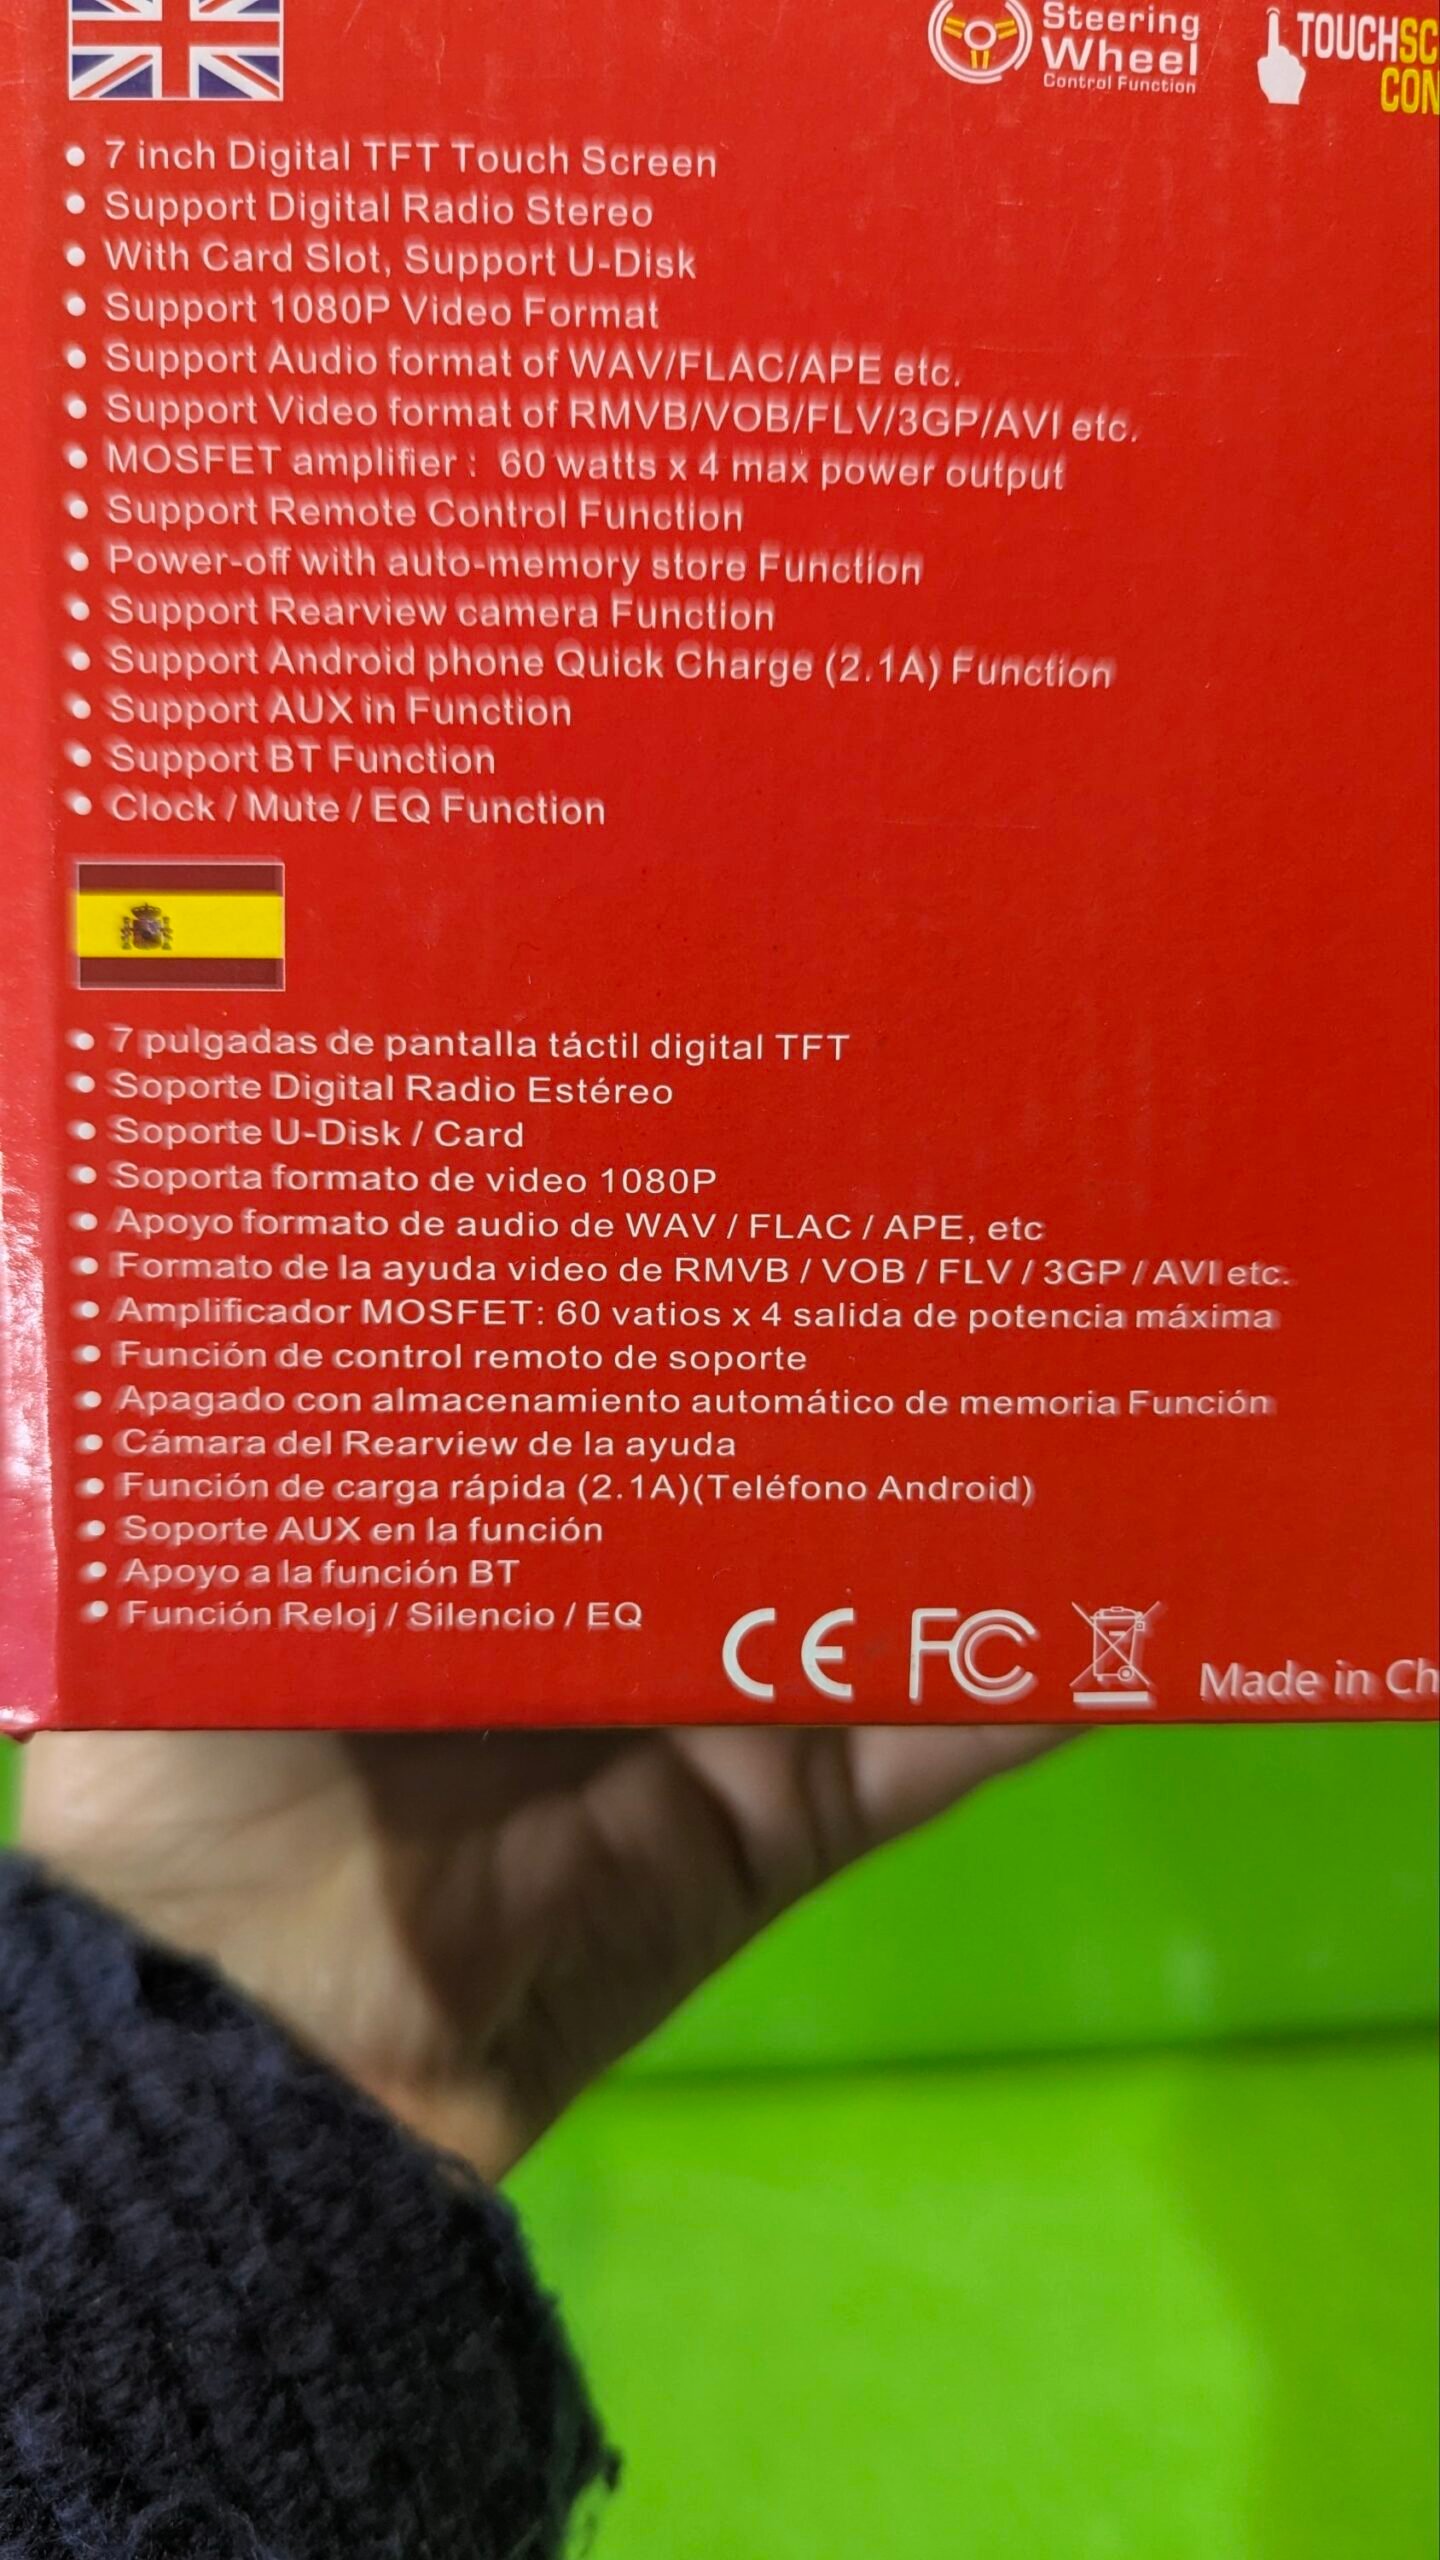 Steering
Wheel
Control Function
TOUCHSC
CON
• 7 inch Digital TFT Touch Screen
• Support Digital Radio Stereo
• With Card Slot, Support U-Disk
• Support 1080P Video Format
• Support Audio format of WAV/FLAC/APE etc.
• Support Video format of RMVB/VOB/FLV/3GP/AVI etc.
• MOSFET amplifier : 60 watts x 4 max power output
• Support Remote Control Function
• Power-off with auto-memory store Function
• Support Rearview camera Function
• Support Android phone Quick Charge (2.1A) Function
• Support AUX in Function
• Support BT Function
• Clock / Mute / EQ Function
• 7 pulgadas de pantalla táctil digital TFT
• Soporte Digital Radio Estéreo
• Soporte U-Disk / Card
• Soporta formato de video 1080P
• Apoyo formato de audio de WAV / FLAC / APE, etc
• Formato de la ayuda video de RMVB / VOB / FLV / 3GP / AVI etc.
• Amplificador MOSFET: 60 vatios x 4 salida de potencia máxima
• Función de control remoto de soporte
• Apagado con almacenamiento automático de memoria Función
• Cámara del Rearview de la ayuda
• Función de carga rápida (2.1A)(Teléfono Android)
• Soporte AUX en la función
• Apoyo a la función BT
• Función Reloj / Silencio / EQ
CE FC Made in Ch